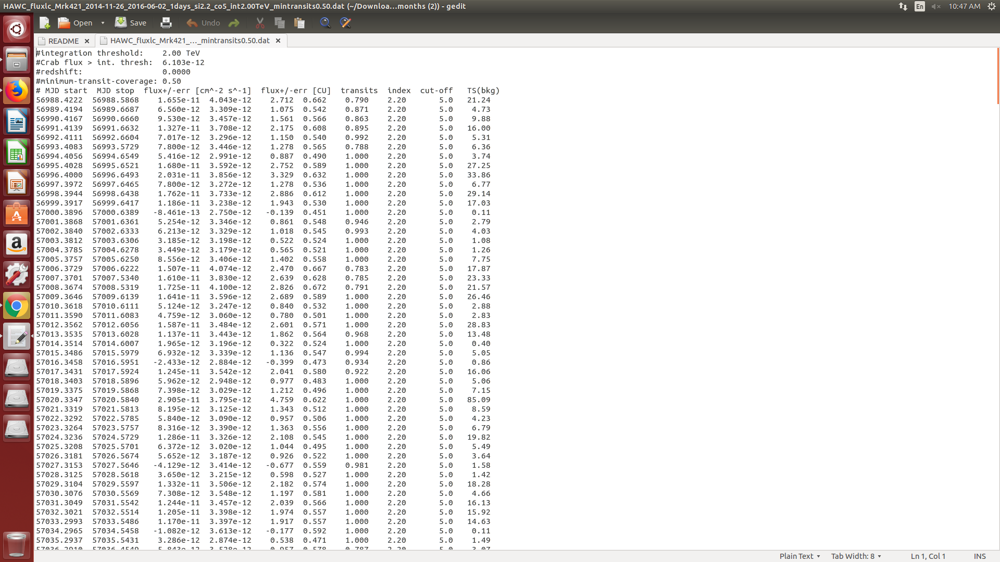 HAWC_fluxlc_Mrk421_2014-11-26_2016-06-02_1days_si2.2_co5_int2.00TeV_mintransits0.50.dat (~/Downloa...months (2)) - gedit
En 10:47 AM
Open Save Undo
README HAWC_fluxlc_Mrk421_..._mintransits0.50.dat
#integration threshold: 2.00 TeV
#Crab flux > int. thresh: 6.103e-12
#redshift: 0.0000
#minimum-transit-coverage: 0.50
# MJD start MJD stop flux+/-err [cm^-2 s^-1] flux+/-err [CU] transits index cut-off TS(bkg)
56988.4222 56988.5868 1.655e-11 4.043e-12 2.712 0.662 0.790 2.20 5.0 21.24
56989.4194 56989.6687 6.560e-12 3.309e-12 1.075 0.542 0.871 2.20 5.0 4.73
56990.4167 56990.6660 9.530e-12 3.457e-12 1.561 0.566 0.863 2.20 5.0 9.88
56991.4139 56991.6632 1.327e-11 3.708e-12 2.175 0.608 0.895 2.20 5.0 16.00
56992.4111 56992.6604 7.017e-12 3.296e-12 1.150 0.540 0.992 2.20 5.0 5.31
56993.4083 56993.5729 7.800e-12 3.446e-12 1.278 0.565 0.788 2.20 5.0 6.36
56994.4056 56994.6549 5.416e-12 2.991e-12 0.887 0.490 1.000 2.20 5.0 3.74
56995.4028 56995.6521 1.680e-11 3.592e-12 2.752 0.589 1.000 2.20 5.0 27.25
56996.4000 56996.6493 2.031e-11 3.856e-12 3.329 0.632 1.000 2.20 5.0 33.86
56997.3972 56997.6465 7.800e-12 3.272e-12 1.278 0.536 1.000 2.20 5.0 6.77
56998.3944 56998.6438 1.762e-11 3.733e-12 2.886 0.612 1.000 2.20 5.0 29.14
56999.3917 56999.6417 1.186e-11 3.238e-12 1.943 0.530 1.000 2.20 5.0 17.03
57000.3896 57000.6389 -8.461e-13 2.750e-12 -0.139 0.451 1.000 2.20 5.0 0.11
57001.3868 57001.6361 5.254e-12 3.346e-12 0.861 0.548 0.946 2.20 5.0 2.79
57002.3840 57002.6333 6.213e-12 3.329e-12 1.018 0.545 0.993 2.20 5.0 4.03
57003.3812 57003.6306 3.185e-12 3.198e-12 0.522 0.524 1.000 2.20 5.0 1.08
57004.3785 57004.6278 3.449e-12 3.179e-12 0.565 0.521 1.000 2.20 5.0 1.26
57005.3757 57005.6250 8.556e-12 3.406e-12 1.402 0.558 1.000 2.20 5.0 7.75
57006.3729 57006.6222 1.507e-11 4.074e-12 2.470 0.667 0.783 2.20 5.0 17.87
57007.3701 57007.5340 1.610e-11 3.830e-12 2.639 0.628 0.785 2.20 5.0 23.33
57008.3674 57008.5319 1.725e-11 4.100e-12 2.826 0.672 0.791 2.20 5.0 21.57
57009.3646 57009.6139 1.641e-11 3.596e-12 2.689 0.589 1.000 2.20 5.0 26.46
57010.3618 57010.6111 5.124e-12 3.247e-12 0.840 0.532 1.000 2.20 5.0 2.88
57011.3590 57011.6083 4.759e-12 3.060e-12 0.780 0.501 1.000 2.20 5.0 2.83
57012.3562 57012.6056 1.587e-11 3.484e-12 2.601 0.571 1.000 2.20 5.0 28.83
57013.3535 57013.6028 1.137e-11 3.443e-12 1.862 0.564 0.968 2.20 5.0 13.48
57014.3514 57014.6007 1.965e-12 3.196e-12 0.322 0.524 1.000 2.20 5.0 0.40
57015.3486 57015.5979 6.932e-12 3.339e-12 1.136 0.547 0.994 2.20 5.0 5.05
57016.3458 57016.5951 -2.433e-12 2.884e-12 -0.399 0.473 0.934 2.20 5.0 0.86
57017.3431 57017.5924 1.245e-11 3.542e-12 2.041 0.580 0.922 2.20 5.0 16.06
57018.3403 57018.5896 5.962e-12 2.948e-12 0.977 0.483 1.000 2.20 5.0 5.06
57019.3375 57019.5868 7.398e-12 3.029e-12 1.212 0.496 1.000 2.20 5.0 7.15
57020.3347 57020.5840 2.905e-11 3.795e-12 4.759 0.622 1.000 2.20 5.0 85.09
57021.3319 57021.5813 8.195e-12 3.125e-12 1.343 0.512 1.000 2.20 5.0 8.59
57022.3292 57022.5785 5.840e-12 3.090e-12 0.957 0.506 1.000 2.20 5.0 4.23
57023.3264 57023.5757 8.316e-12 3.390e-12 1.363 0.556 1.000 2.20 5.0 6.79
57024.3236 57024.5729 1.286e-11 3.326e-12 2.108 0.545 1.000 2.20 5.0 19.82
57025.3208 57025.5701 6.372e-12 3.020e-12 1.044 0.495 1.000 2.20 5.0 5.49
57026.3181 57026.5674 5.652e-12 3.187e-12 0.926 0.522 1.000 2.20 5.0 3.64
57027.3153 57027.5646 -4.129e-12 3.414e-12 -0.677 0.559 0.981 2.20 5.0 1.58
57028.3125 57028.5618 3.650e-12 3.215e-12 0.598 0.527 1.000 2.20 5.0 1.42
57029.3104 57029.5597 1.332e-11 3.506e-12 2.182 0.574 1.000 2.20 5.0 18.28
57030.3076 57030.5569 7.308e-12 3.548e-12 1.197 0.581 1.000 2.20 5.0 4.66
57031.3049 57031.5542 1.244e-11 3.457e-12 2.039 0.566 1.000 2.20 5.0 16.13
57032.3021 57032.5514 1.205e-11 3.398e-12 1.974 0.557 1.000 2.20 5.0 15.92
57033.2993 57033.5486 1.170e-11 3.397e-12 1.917 0.557 1.000 2.20 5.0 14.63
57034.2965 57034.5458 -1.082e-12 3.613e-12 -0.177 0.592 1.000 2.20 5.0 0.11
57035.2937 57035.5431 3.286e-12 2.874e-12 0.538 0.471 1.000 2.20 5.0 1.49
Plain Text Tab Width: 8 Ln 1, Col 1 INS